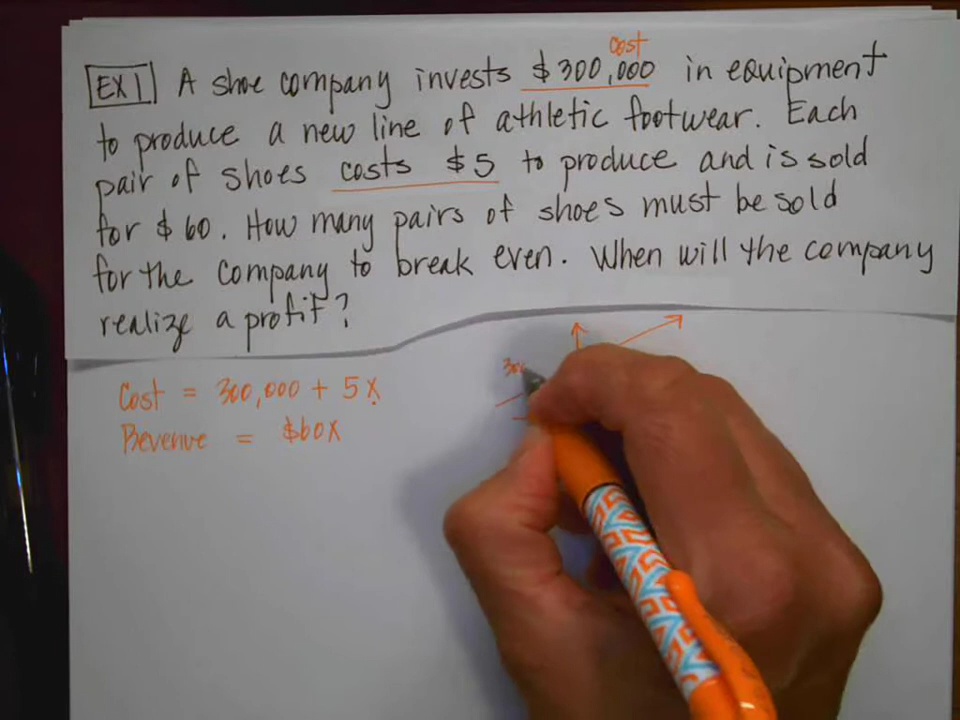 cost
EX 1 A shoe company invests $300,000 in equipment
to produce a new line of athletic footwear. Each
pair of shoes costs $5 to produce and is sold
for $60. How many pairs of shoes must be sold
for the company to break even. When will the company
realize a profit?
Cost = 300,000 + 5x
Revenue = $60x